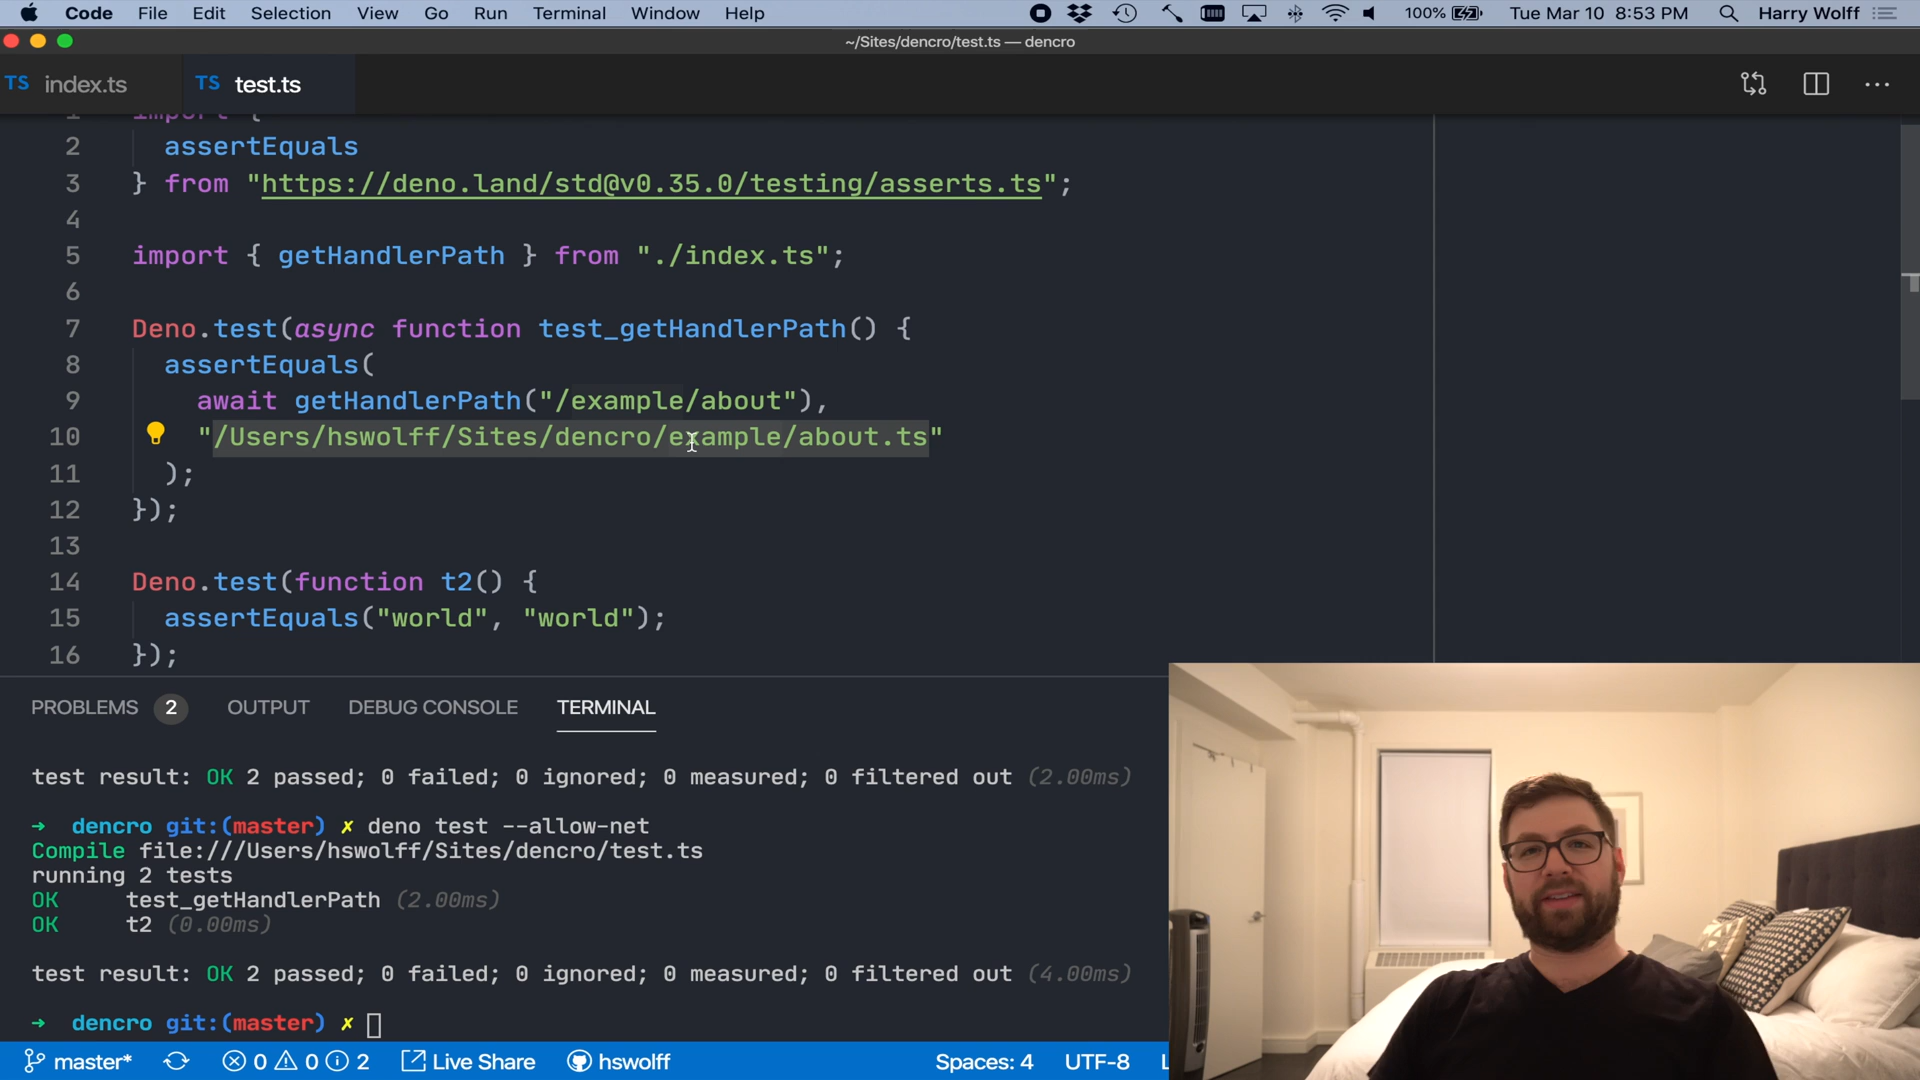 Code File Edit Selection View Go Run Terminal Window Help 100% Tue Mar 10 8:53 PM Harry Wolff
~/Sites/dencro/test.ts — dencro
TS index.ts TS test.ts
1 import {
2 assertEquals
3 } from "https://deno.land/std@v0.35.0/testing/asserts.ts";
4
5 import { getHandlerPath } from "./index.ts";
6
7 Deno.test(async function test_getHandlerPath() {
8 assertEquals(
9 await getHandlerPath("/example/about"),
10 "/Users/hswolff/Sites/dencro/example/about.ts"
11 );
12 });
13
14 Deno.test(function t2() {
15 assertEquals("world", "world");
16 });
PROBLEMS 2 OUTPUT DEBUG CONSOLE TERMINAL
test result: OK 2 passed; 0 failed; 0 ignored; 0 measured; 0 filtered out (2.00ms)
➜ dencro git:(master) ✗ deno test --allow-net
Compile file:///Users/hswolff/Sites/dencro/test.ts
running 2 tests
OK test_getHandlerPath (2.00ms)
OK t2 (0.00ms)
test result: OK 2 passed; 0 failed; 0 ignored; 0 measured; 0 filtered out (4.00ms)
➜ dencro git:(master) ✗
master* 0 0 2 Live Share hswolff Spaces: 4 UTF-8 L